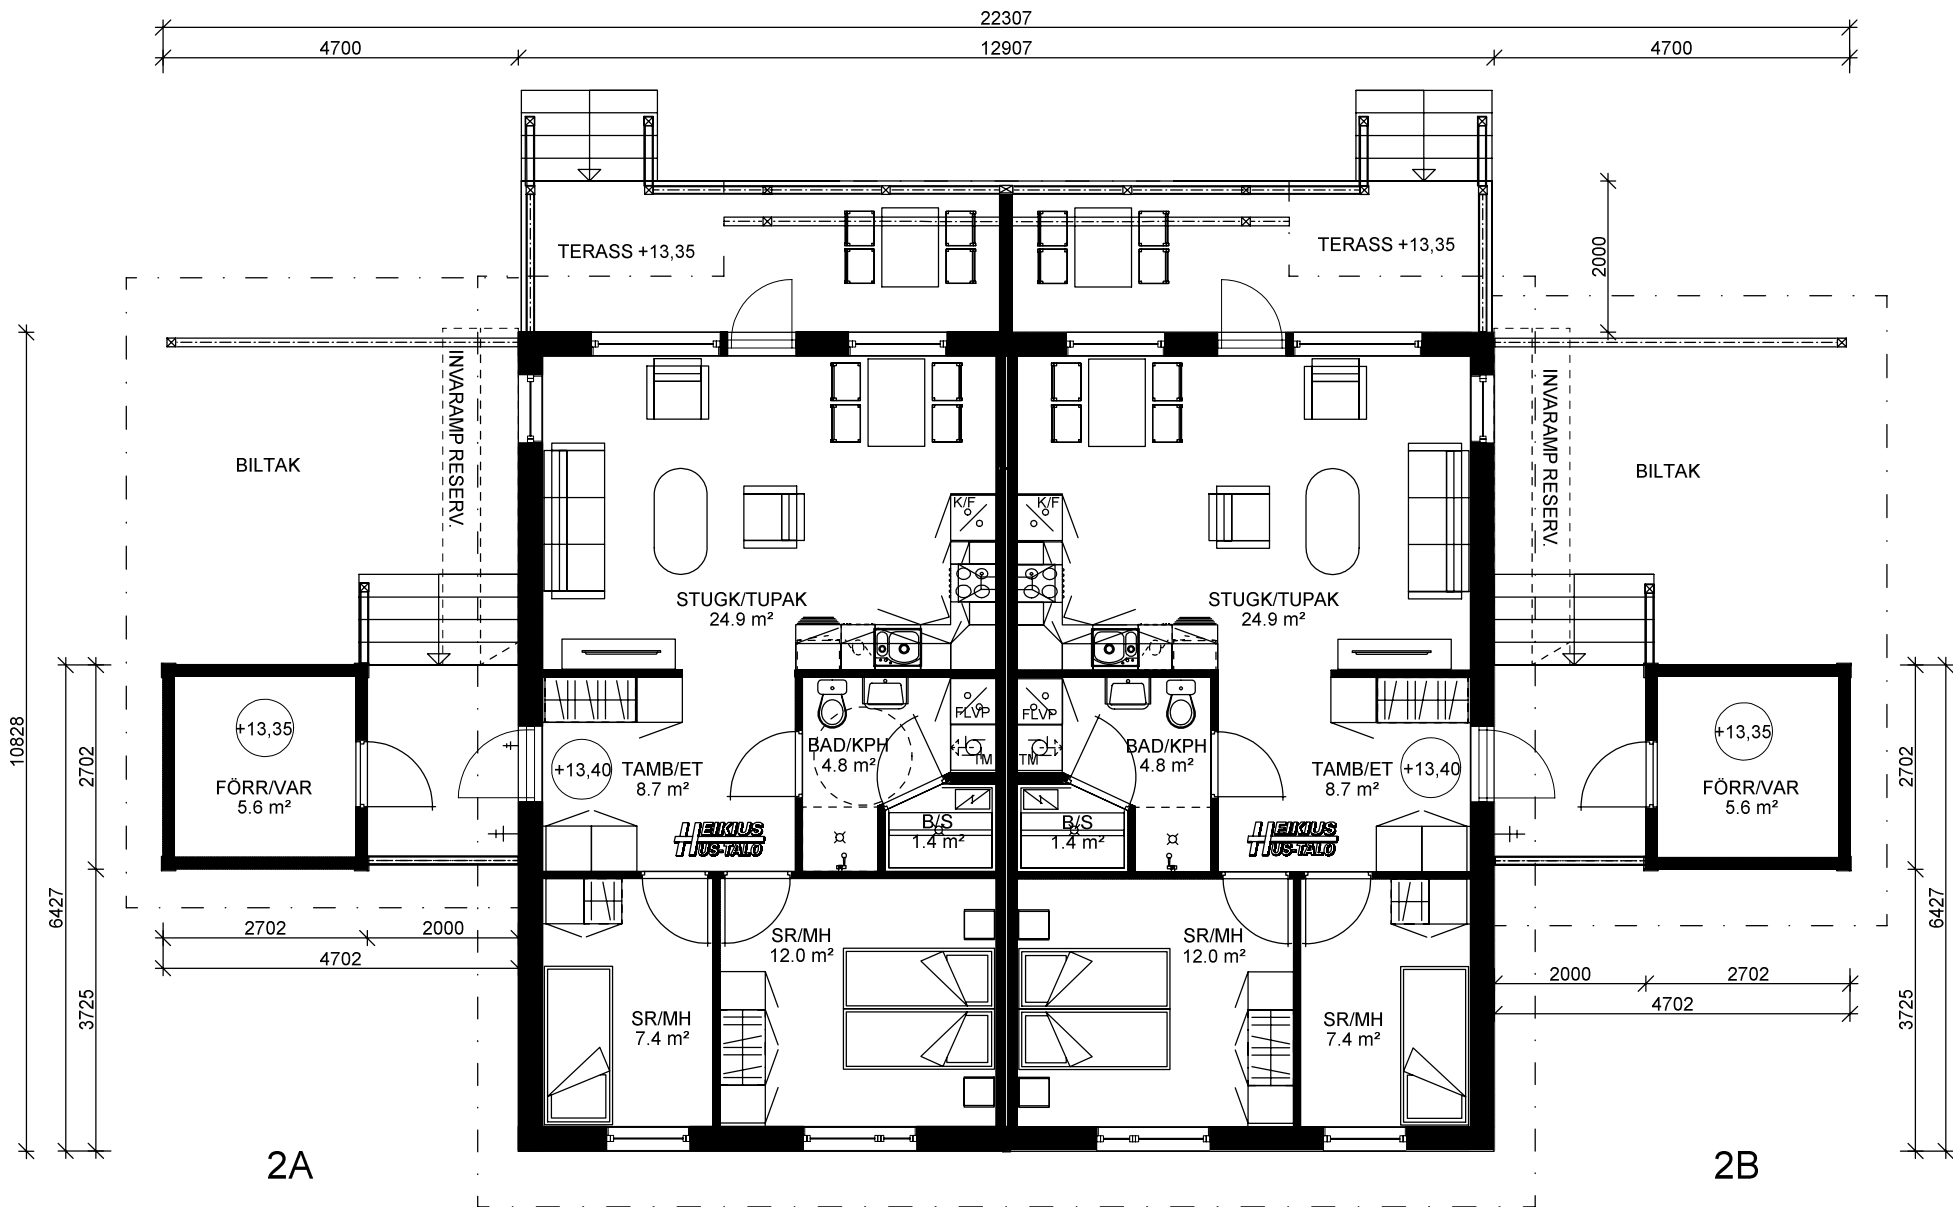 22307
4700
12907
4700
TERASS +13,35
TERASS +13,35
2000
INVARAMP RESERV.
INVARAMP RESERV.
BILTAK
BILTAK
K/F
K/F
STUGK/TUPAK
24.9 m²
STUGK/TUPAK
24.9 m²
10828
6427
2702
3725
+13,35
FÖRR/VAR
5.6 m²
+13,40
TAMB/ET
8.7 m²
BAD/KPH
4.8 m²
FLVP
TM
B/S
1.4 m²
HEIKIUS
HUS-TALO
FLVP
TM
BAD/KPH
4.8 m²
B/S
1.4 m²
TAMB/ET
8.7 m²
+13,40
HEIKIUS
HUS-TALO
+13,35
FÖRR/VAR
5.6 m²
2702
6427
3725
2702
2000
4702
SR/MH
12.0 m²
SR/MH
7.4 m²
SR/MH
12.0 m²
SR/MH
7.4 m²
2000
2702
4702
2A
2B